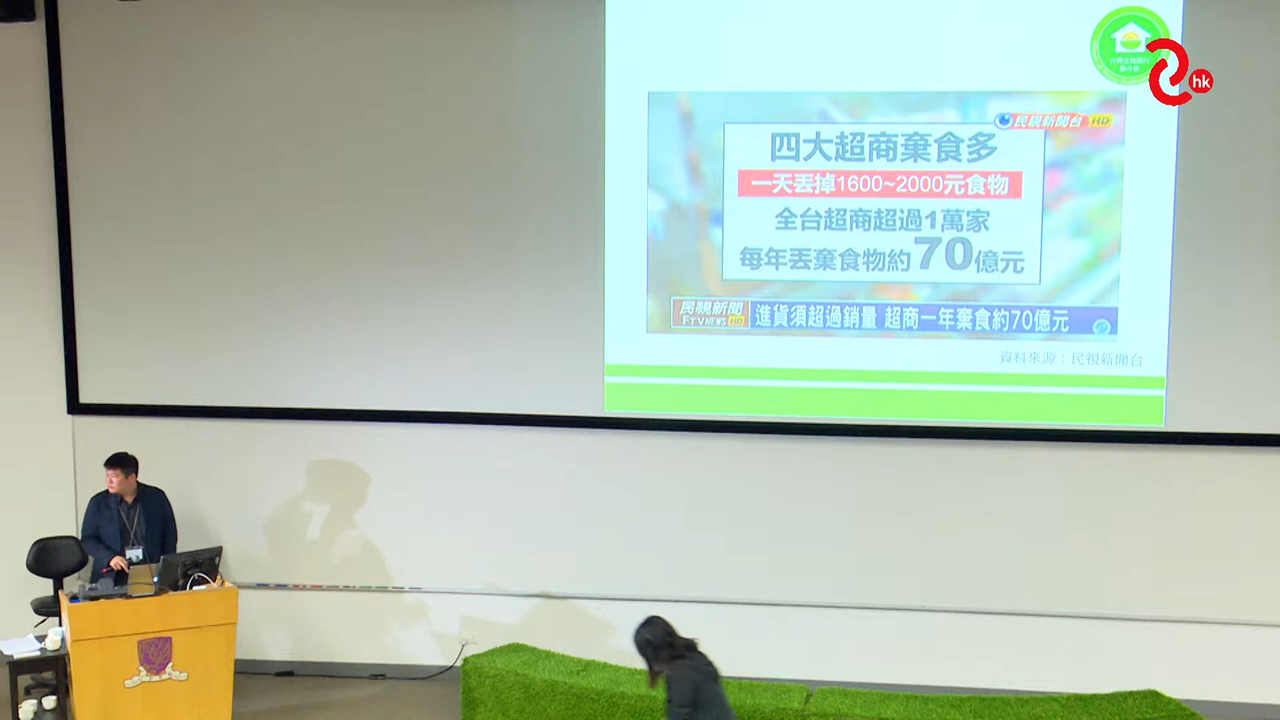 hk
民視新聞台 HD
四大超商棄食多
一天丟掉1600~2000元食物
全台超商超過1萬家
每年丟棄食物約70億元
民視新聞
FTVNEWS HD
進貨須超過銷量 超商一年棄食約70億元
資料來源：民視新聞台